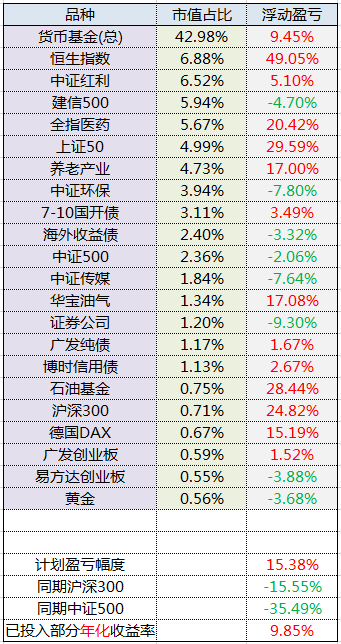 品种 市值占比 浮动盈亏
货币基金(总) 42.98% 9.45%
恒生指数 6.88% 49.05%
中证红利 6.52% 5.10%
建信500 5.94% -4.70%
全指医药 5.67% 20.42%
上证50 4.99% 29.59%
养老产业 4.73% 17.00%
中证环保 3.94% -7.80%
7-10国开债 3.11% 3.49%
海外收益债 2.40% -3.32%
中证500 2.36% -2.06%
中证传媒 1.84% -7.64%
华宝油气 1.34% 17.08%
证券公司 1.20% -9.30%
广发纯债 1.17% 1.67%
博时信用债 1.13% 2.67%
石油基金 0.75% 28.44%
沪深300 0.71% 24.82%
德国DAX 0.67% 15.19%
广发创业板 0.59% 1.52%
易方达创业板 0.55% -3.88%
黄金 0.56% -3.68%
计划盈亏幅度 15.38%
同期沪深300 -15.55%
同期中证500 -35.49%
已投入部分年化收益率 9.85%